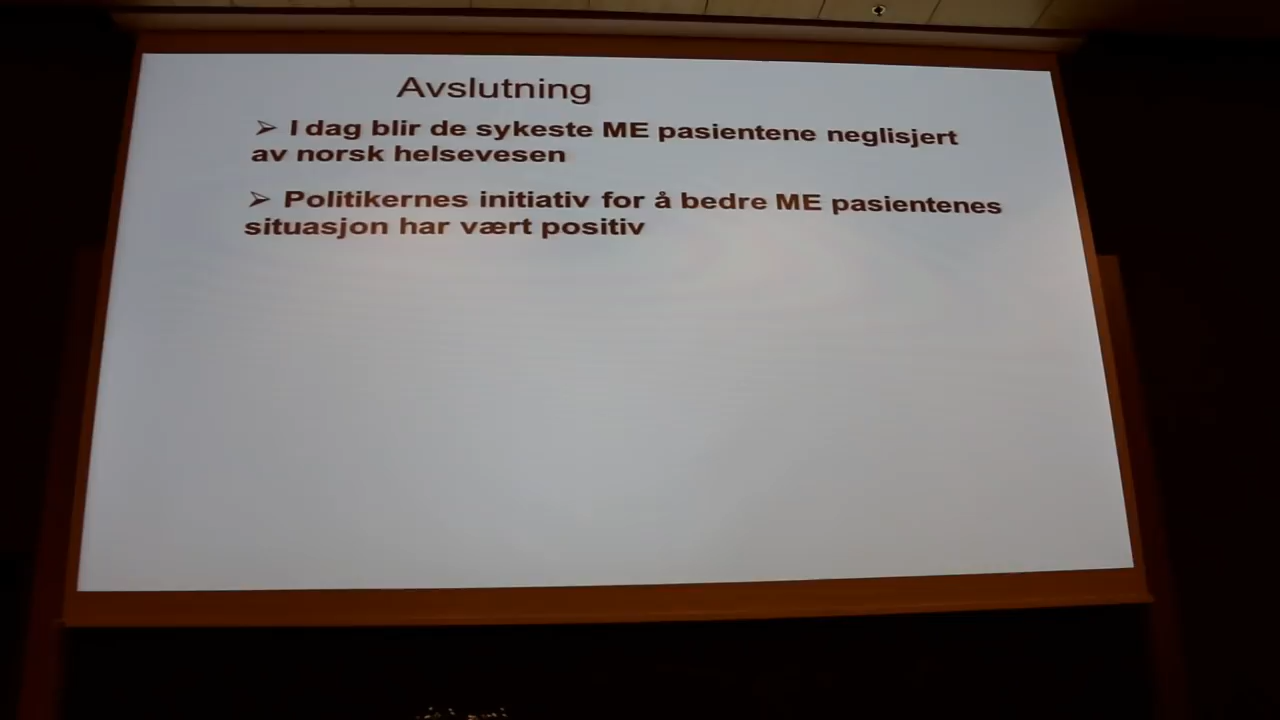 Avslutning
➢ I dag blir de sykeste ME pasientene neglisjert
av norsk helsevesen
➢ Politikernes initiativ for å bedre ME pasientenes
situasjon har vært positiv